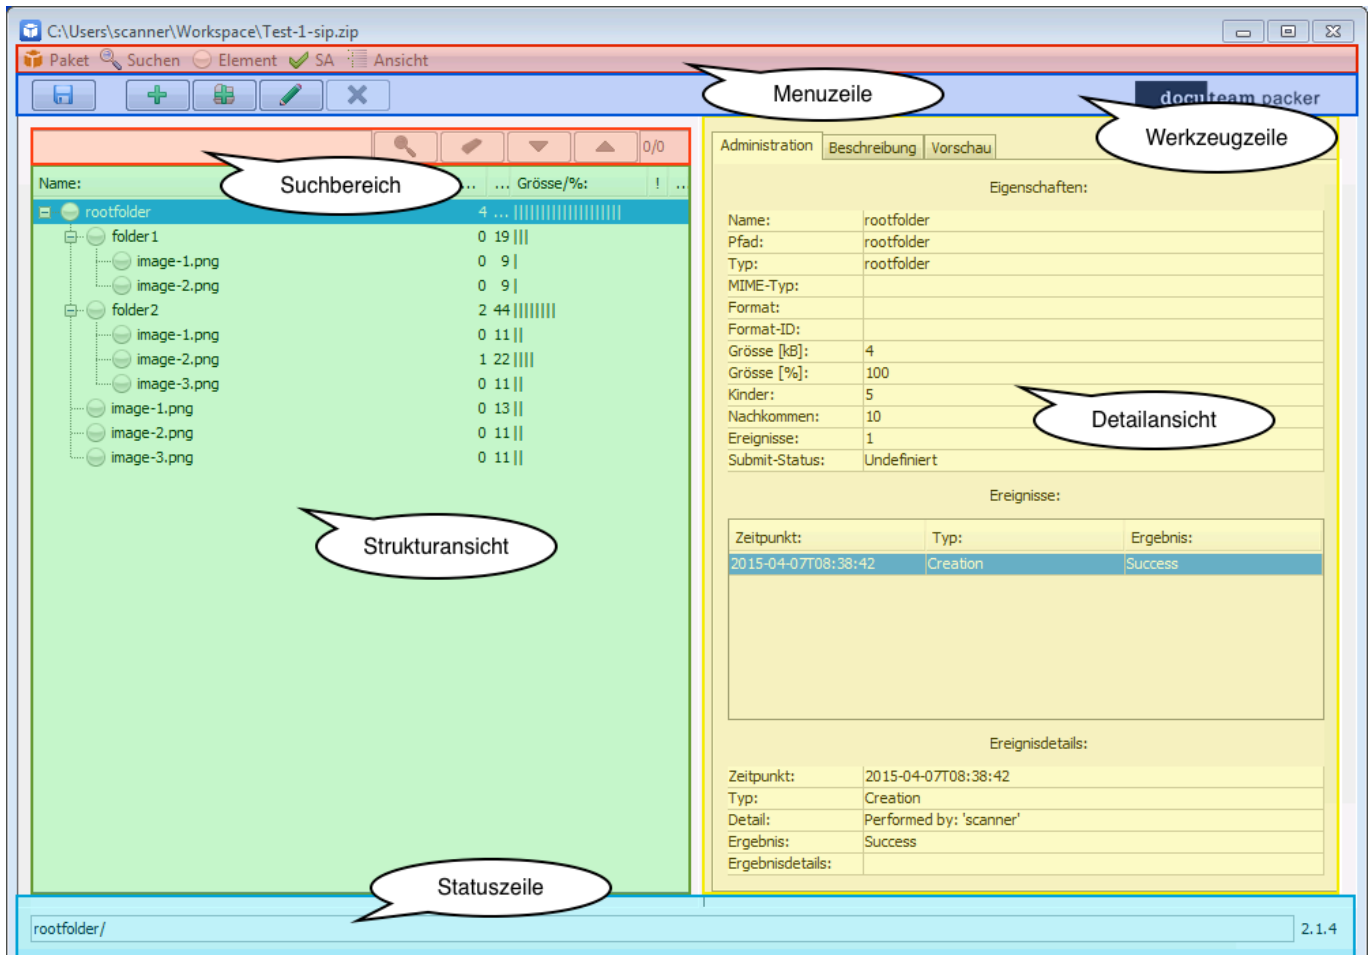 C:\Users\scanner\Workspace\Test-1-sip.zip
Paket Suchen Element SA Ansicht
Menuzeile
docuteam packer
Werkzeugzeile
0/0
Suchbereich
Name: ... ... Grösse/%: ! ...
rootfolder 4 ...
folder1 0 19
image-1.png 0 9
image-2.png 0 9
folder2 2 44
image-1.png 0 11
image-2.png 1 22
image-3.png 0 11
image-1.png 0 13
image-2.png 0 11
image-3.png 0 11
Strukturansicht
Administration Beschreibung Vorschau
Eigenschaften:
Name: rootfolder
Pfad: rootfolder
Typ: rootfolder
MIME-Typ:
Format:
Format-ID:
Grösse [kB]: 4
Grösse [%]: 100
Kinder: 5
Nachkommen: 10
Ereignisse: 1
Submit-Status: Undefiniert
Detailansicht
Ereignisse:
Zeitpunkt: Typ: Ergebnis:
2015-04-07T08:38:42 Creation Success
Ereignisdetails:
Zeitpunkt: 2015-04-07T08:38:42
Typ: Creation
Detail: Performed by: 'scanner'
Ergebnis: Success
Ergebnisdetails:
Statuszeile
rootfolder/ 2.1.4